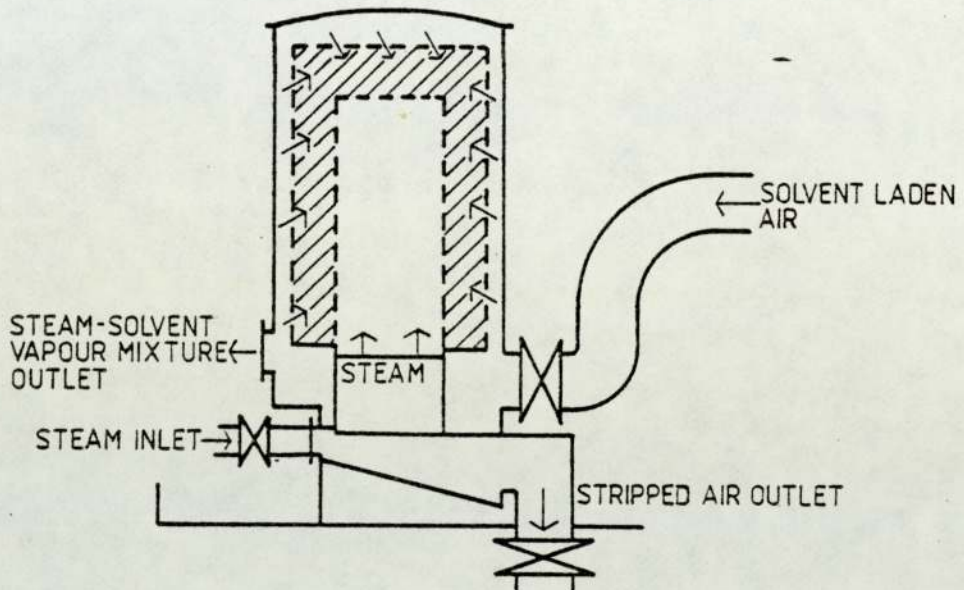 SOLVENT LADEN
AIR
STEAM-SOLVENT
VAPOUR MIXTURE
OUTLET
STEAM
STEAM INLET
STRIPPED AIR OUTLET